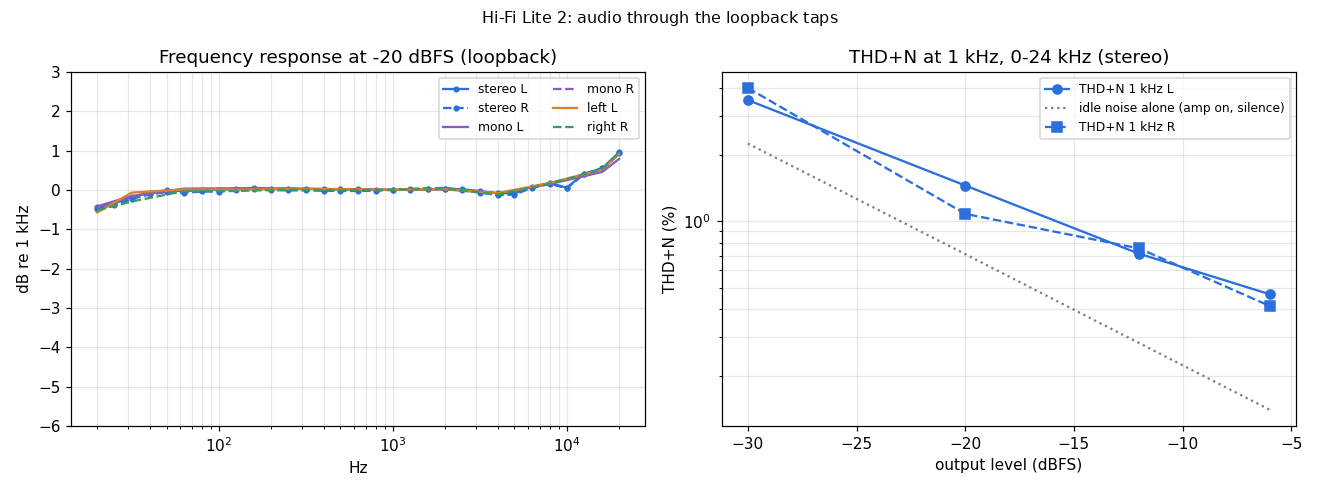 Hi-Fi Lite 2: audio through the loopback taps
Frequency response at -20 dBFS (loopback)
3
2
1
0
−1
−2
−3
−4
−5
−6
dB re 1 kHz
10²
10³
10⁴
Hz
stereo L
stereo R
mono L
mono R
left L
right R
THD+N at 1 kHz, 0-24 kHz (stereo)
10⁰
THD+N (%)
−30
−25
−20
−15
−10
−5
output level (dBFS)
THD+N 1 kHz L
idle noise alone (amp on, silence)
THD+N 1 kHz R